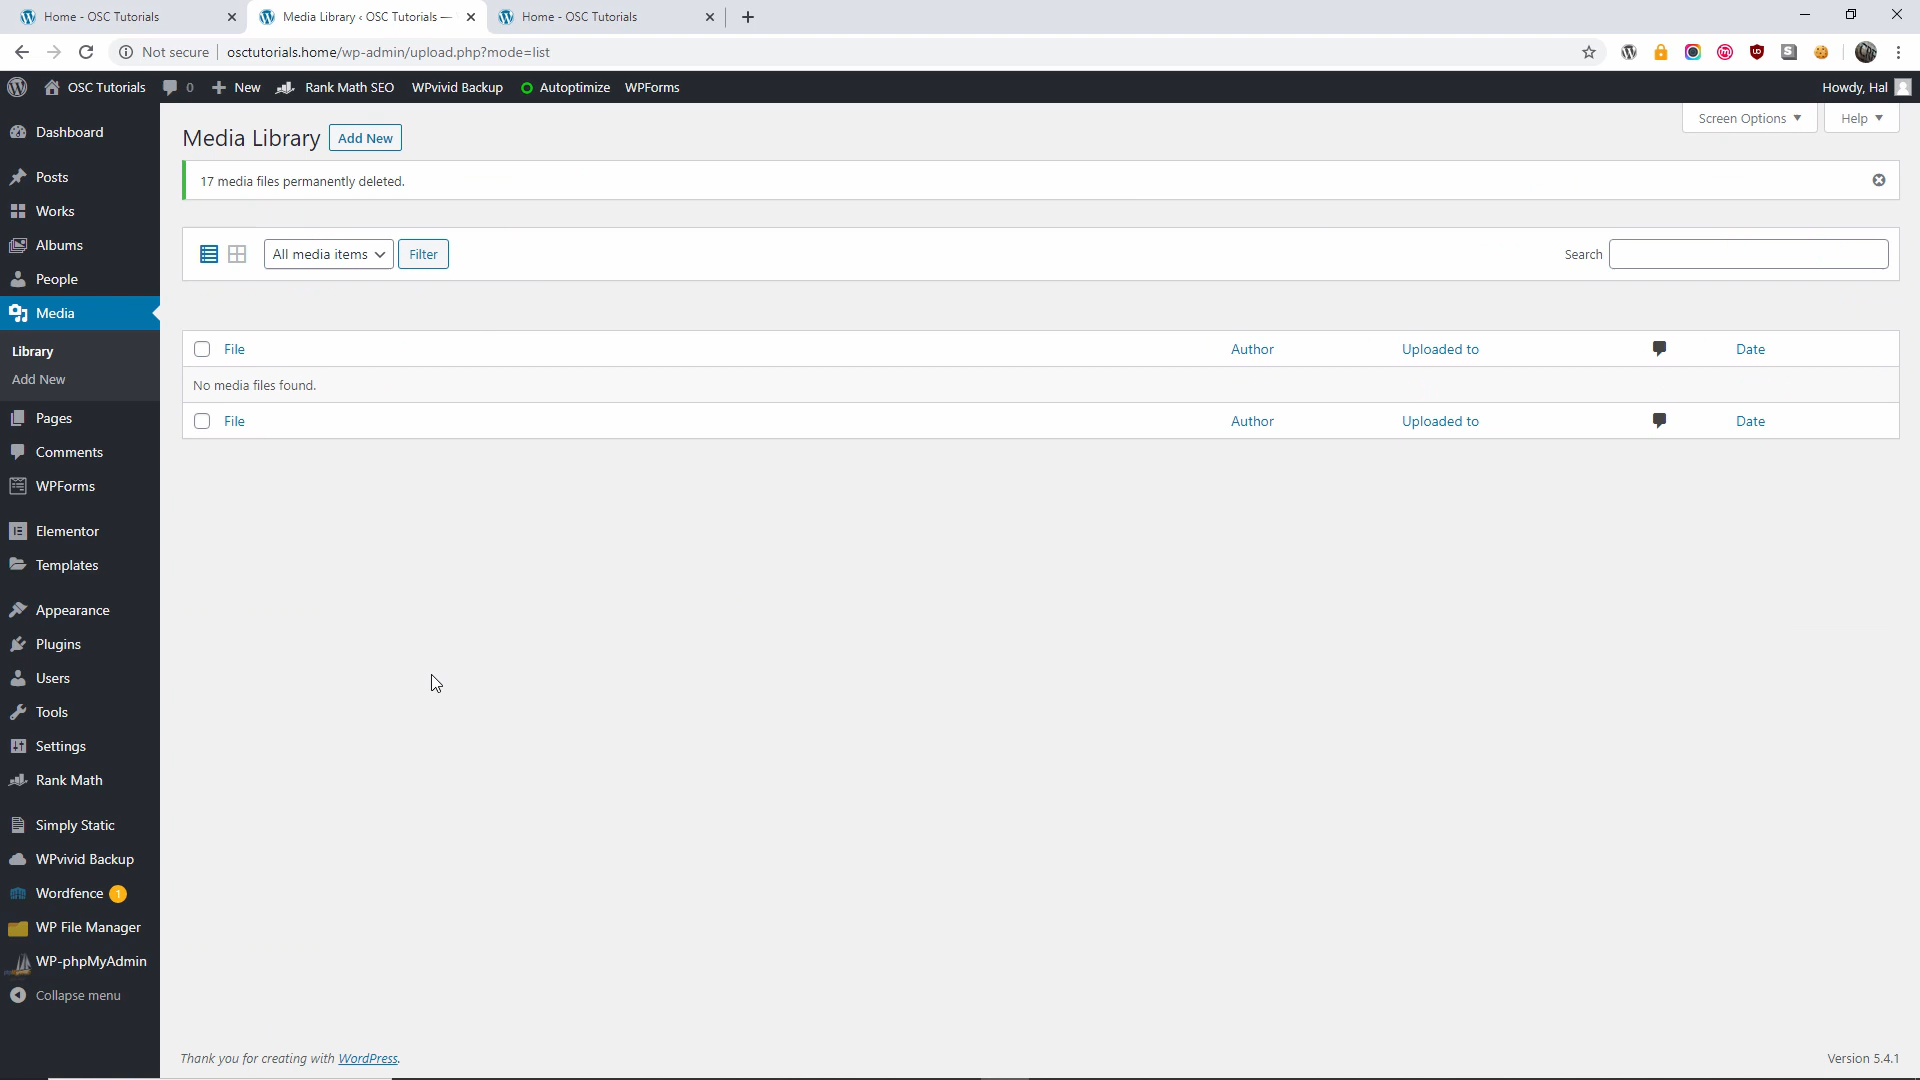 Home - OSC Tutorials
Media Library ‹ OSC Tutorials —
Home - OSC Tutorials
Not secure
osctutorials.home/wp-admin/upload.php?mode=list
OSC Tutorials
0
New
Rank Math SEO
WPvivid Backup
Autoptimize
WPForms
Howdy, Hal
Dashboard
Posts
Works
Albums
People
Media
Library
Add New
Pages
Comments
WPForms
Elementor
Templates
Appearance
Plugins
Users
Tools
Settings
Rank Math
Simply Static
WPvivid Backup
Wordfence 1
WP File Manager
WP-phpMyAdmin
Collapse menu
Screen Options
Help
Media Library
Add New
17 media files permanently deleted.
All media items
Filter
Search
File Author Uploaded to Date
No media files found.
File Author Uploaded to Date
Thank you for creating with WordPress.
Version 5.4.1